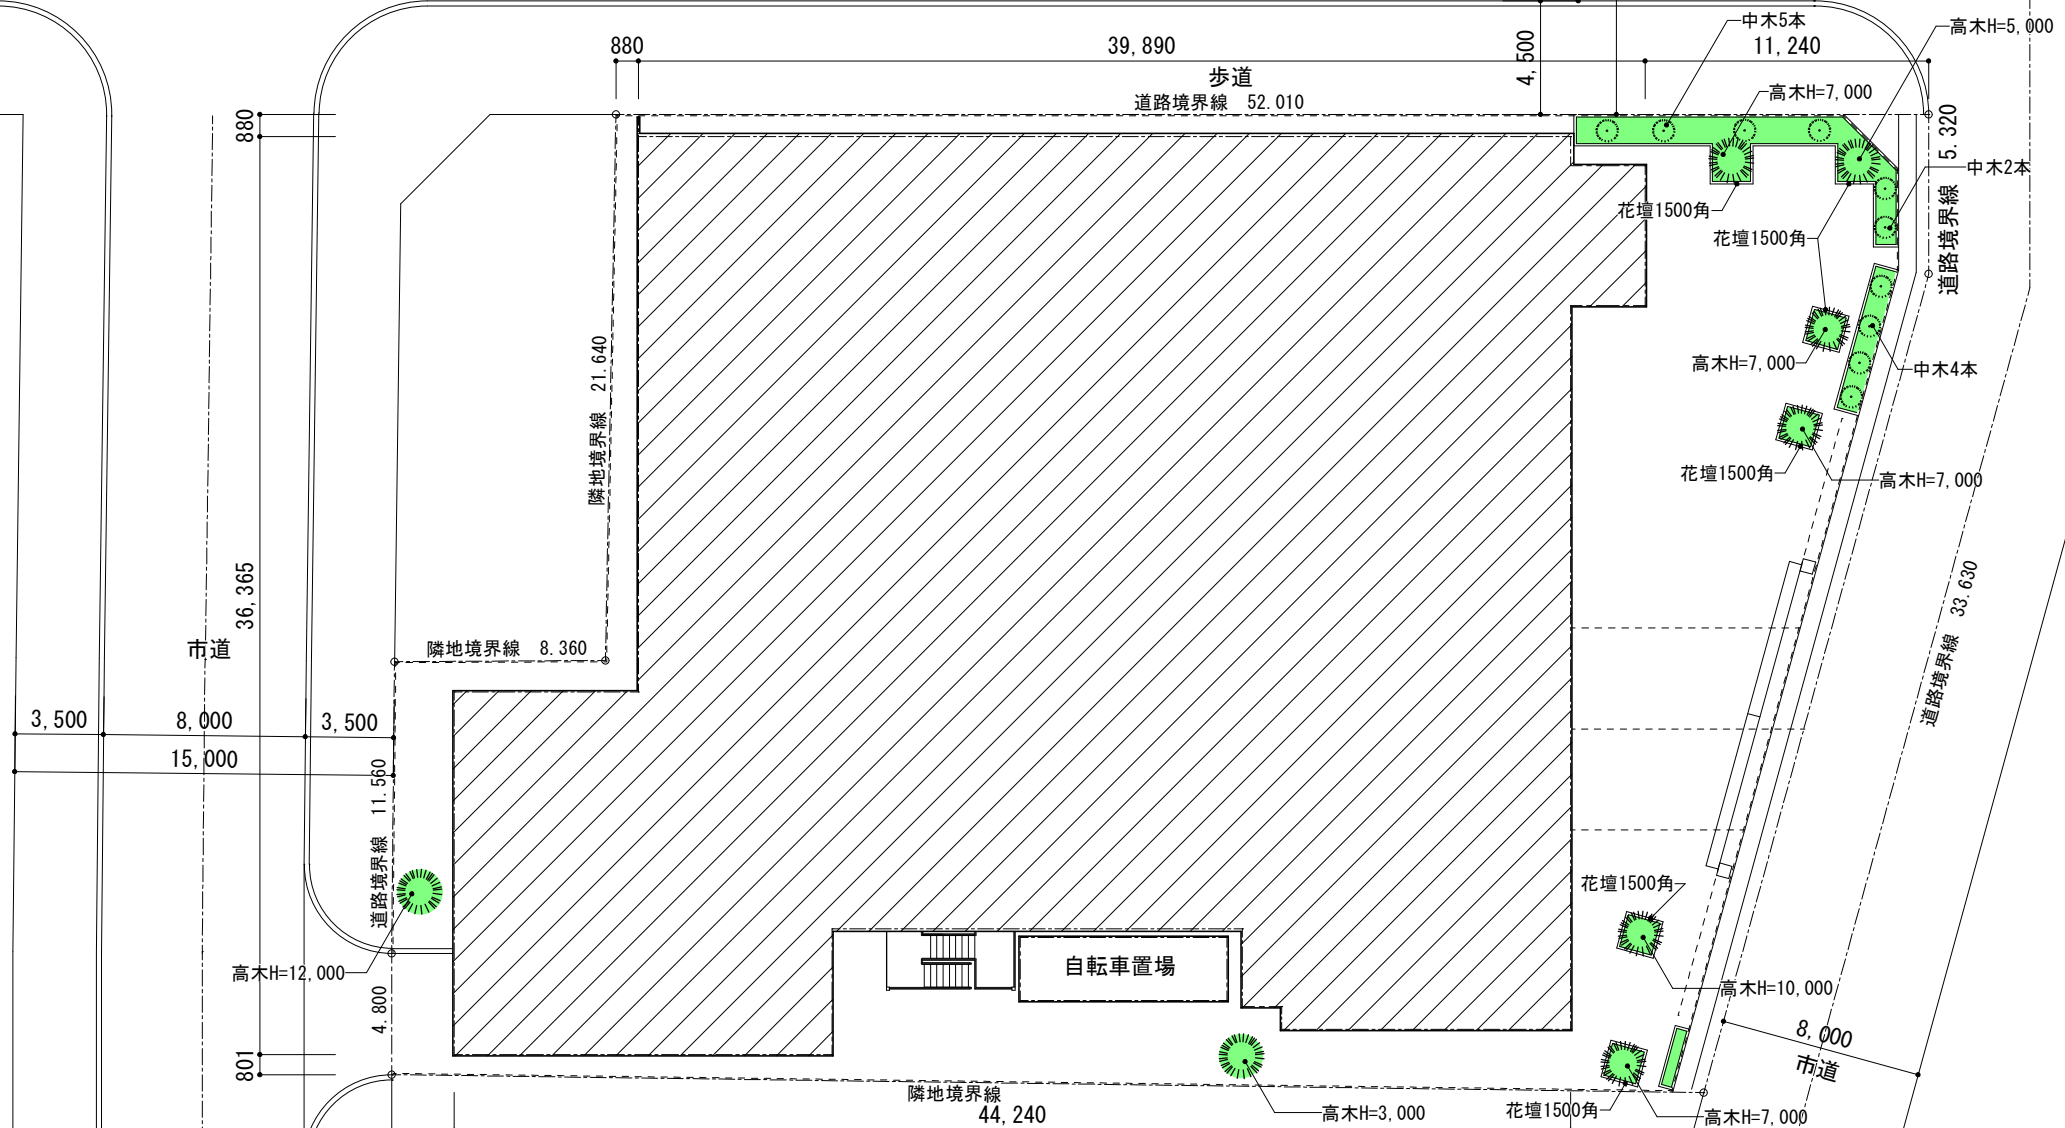 中木5本
高木H=5,000
880
39,890
11,240
4,500
歩道
道路境界線 52.010
高木H=7,000
880
5.320
中木2本
道路境界線
花壇1500角
花壇1500角
隣地境界線 21.640
高木H=7,000
中木4本
花壇1500角
高木H=7,000
36,365
市道
隣地境界線 8.360
道路境界線 33.630
3,500
8,000
3,500
15,000
道路境界線 11.560
花壇1500角
高木H=12,000
自転車置場
高木H=10,000
4.800
8,000
市道
801
隣地境界線
44,240
高木H=3,000
花壇1500角
高木H=7,000